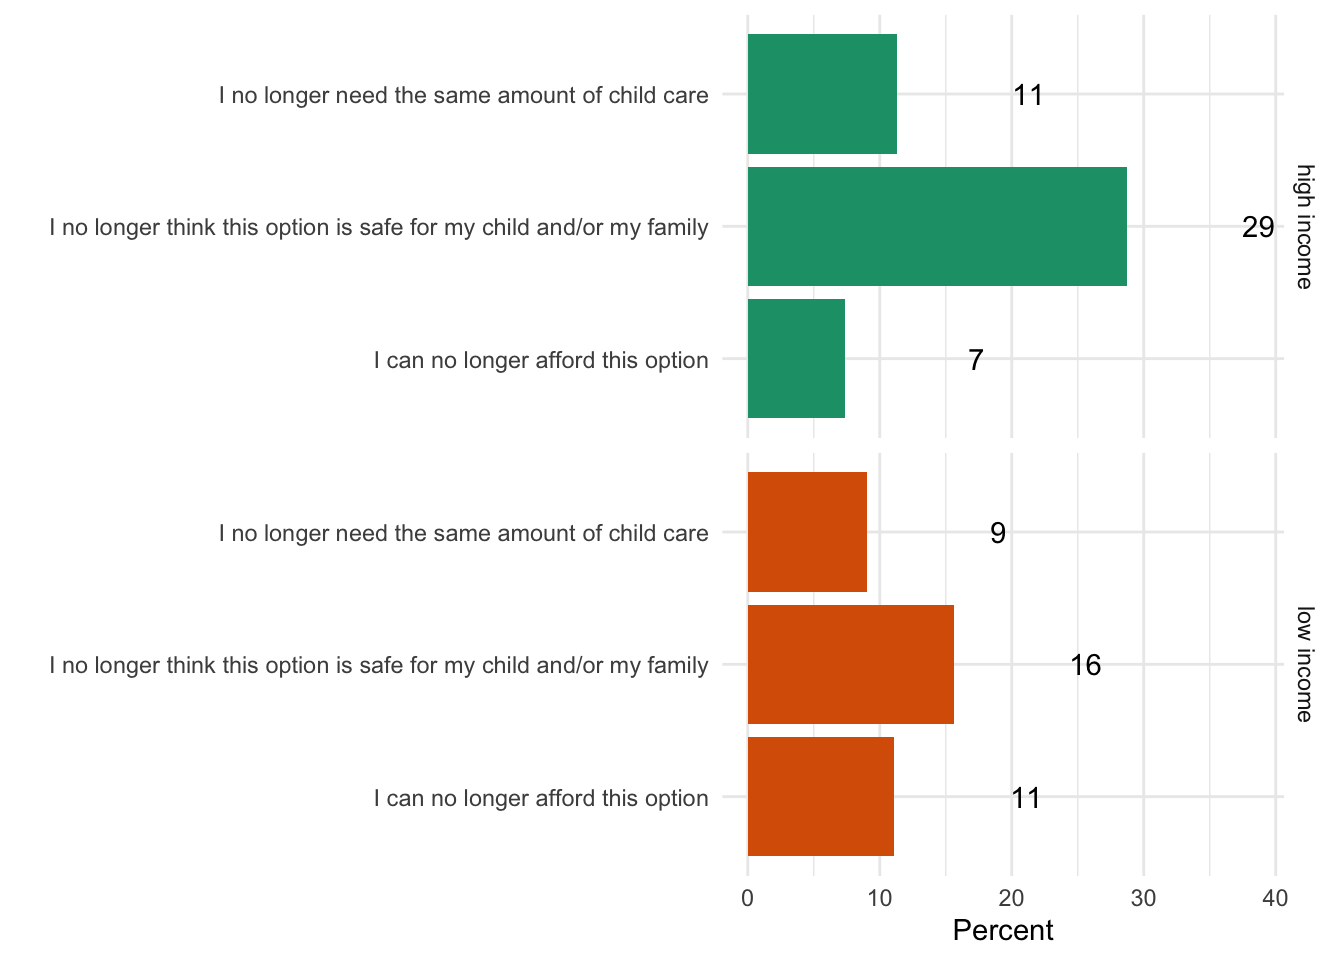 I no longer need the same amount of child care
11
I no longer think this option is safe for my child and/or my family
29
I can no longer afford this option
7
high income
I no longer need the same amount of child care
9
I no longer think this option is safe for my child and/or my family
16
I can no longer afford this option
11
low income
0 10 20 30 40
Percent